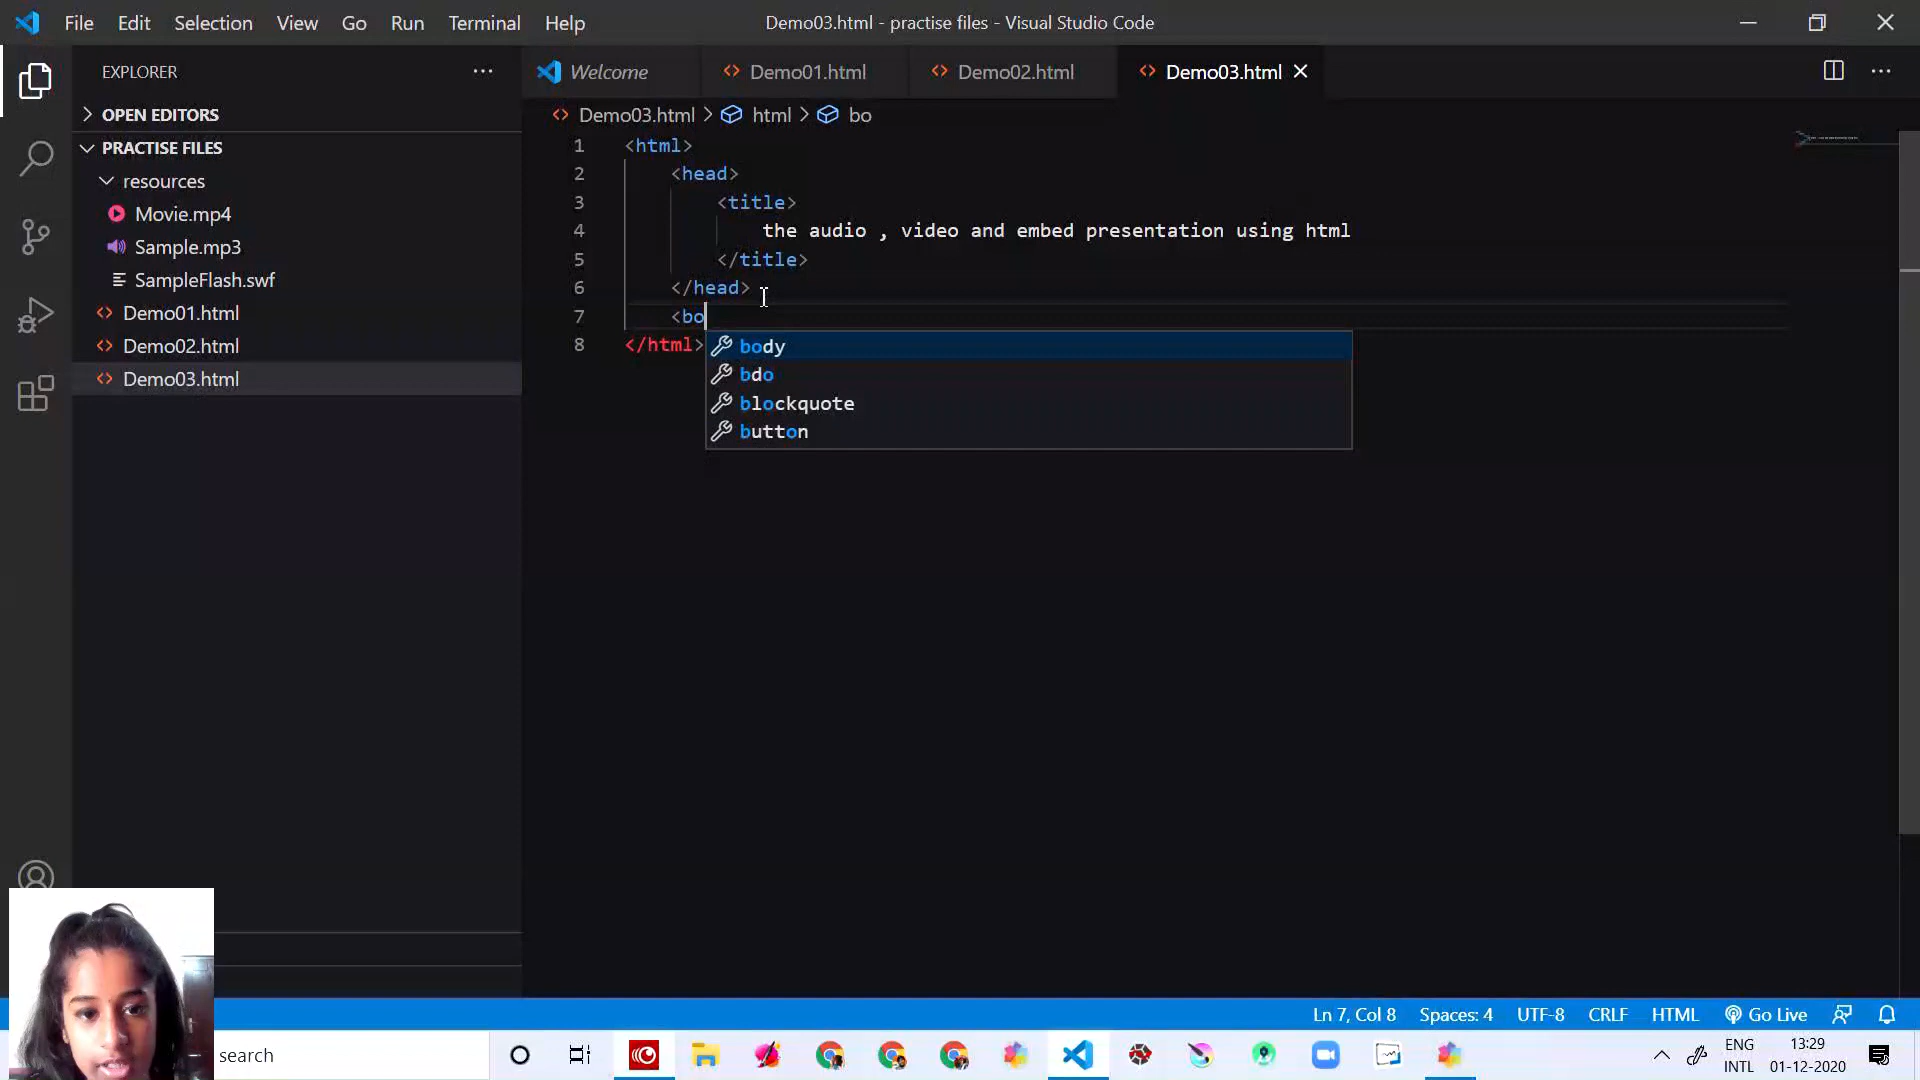 File Edit Selection View Go Run Terminal Help
Demo03.html - practise files - Visual Studio Code
EXPLORER
OPEN EDITORS
PRACTISE FILES
resources
Movie.mp4
Sample.mp3
SampleFlash.swf
Demo01.html
Demo02.html
Demo03.html
Welcome Demo01.html Demo02.html Demo03.html
Demo03.html > html > bo
1 <html>
2 <head>
3 <title>
4 the audio , video and embed presentation using html
5 </title>
6 </head>
7 <bo
8 </html>
body
bdo
blockquote
button
Ln 7, Col 8 Spaces: 4 UTF-8 CRLF HTML Go Live
search
ENG
INTL
13:29
01-12-2020